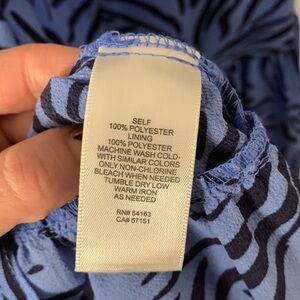 SELF
100% POLYESTER
LINING
100% POLYESTER
MACHINE WASH COLD-
WITH SIMILAR COLORS
ONLY NON-CHLORINE
BLEACH WHEN NEEDED
TUMBLE DRY LOW
WARM IRON
AS NEEDED
RN# 54163
CA# 57151